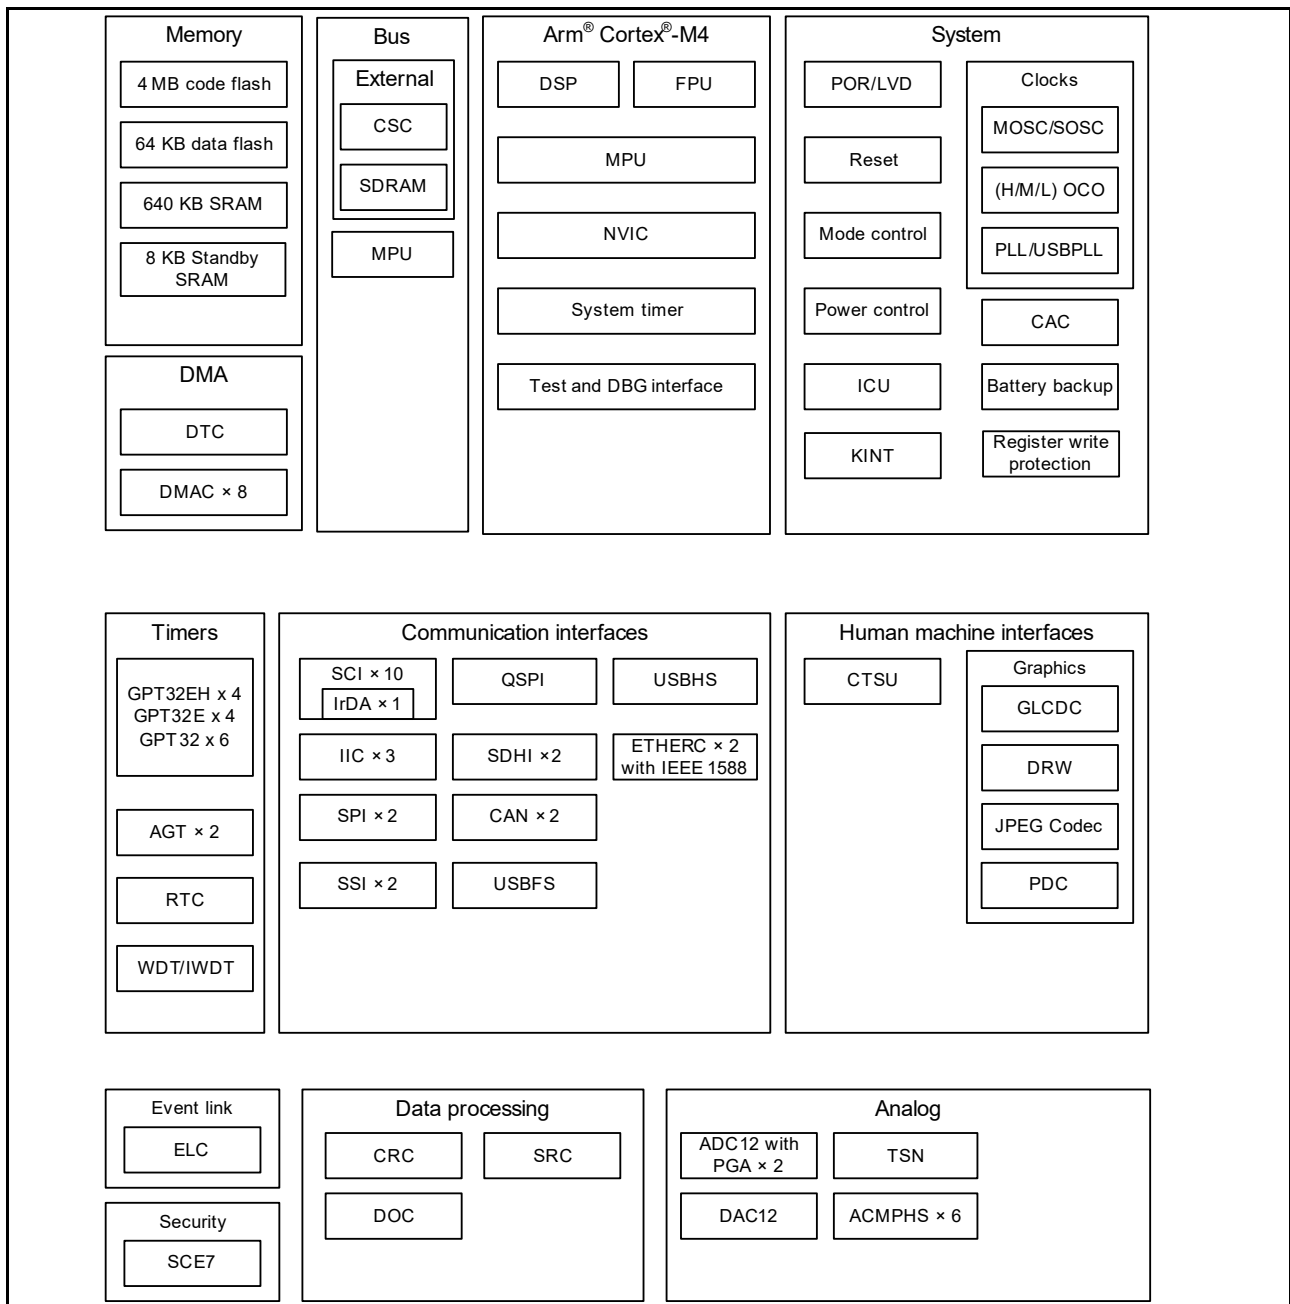 Memory
4 MB code flash
64 KB data flash
640 KB SRAM
8 KB Standby
SRAM
DMA
DTC
DMAC × 8
Bus
External
CSC
SDRAM
MPU
Arm® Cortex®-M4
DSP
FPU
MPU
NVIC
System timer
Test and DBG interface
System
POR/LVD
Reset
Mode control
Power control
ICU
KINT
Clocks
MOSC/SOSC
(H/M/L) OCO
PLL/USBPLL
CAC
Battery backup
Register write
protection
Timers
GPT32EH x 4
GPT32E x 4
GPT32 x 6
AGT × 2
RTC
WDT/IWDT
Communication interfaces
SCI × 10
IrDA × 1
IIC × 3
SPI × 2
SSI × 2
QSPI
SDHI × 2
CAN × 2
USBFS
USBHS
ETHERC × 2
with IEEE 1588
Human machine interfaces
CTSU
Graphics
GLCDC
DRW
JPEG Codec
PDC
Event link
ELC
Security
SCE7
Data processing
CRC
SRC
DOC
Analog
ADC12 with
PGA × 2
TSN
DAC12
ACMPHS × 6